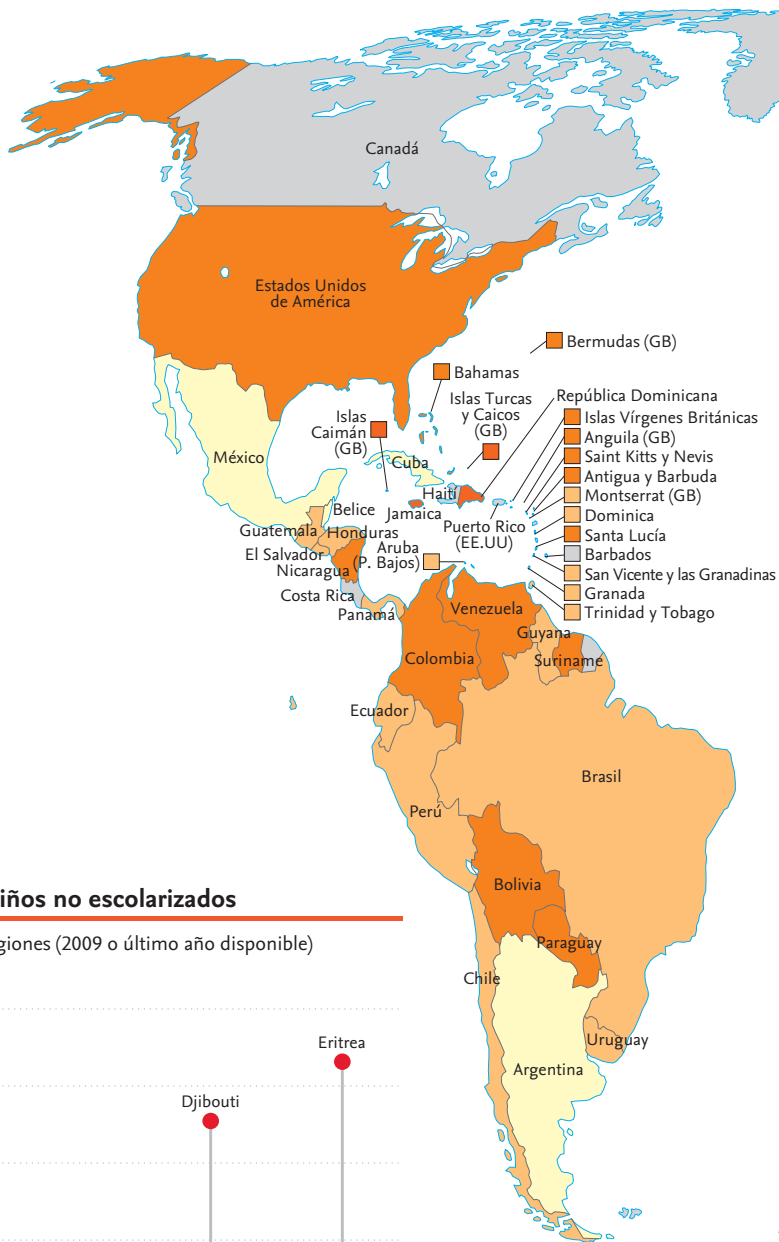 Canadá
Estados Unidos
de América
Bermudas (GB)
Bahamas
Islas Turcas
y Caicos
(GB)
República Dominicana
Islas
Caimán
(GB)
Islas Vírgenes Británicas
Anguila (GB)
Saint Kitts y Nevis
Antigua y Barbuda
Montserrat (GB)
Dominica
Santa Lucía
Barbados
San Vicente y las Granadinas
Granada
Trinidad y Tobago
México
Cuba
Haití
Jamaica
Puerto Rico
(EE.UU)
Belice
Guatemala
Honduras
El Salvador
Nicaragua
Aruba
(P. Bajos)
Costa Rica
Panamá
Venezuela
Guyana
Suriname
Colombia
Ecuador
Brasil
Perú
Bolivia
Paraguay
Chile
Uruguay
Argentina
iños no escolarizados
giones (2009 o último año disponible)
Eritrea
Djibouti